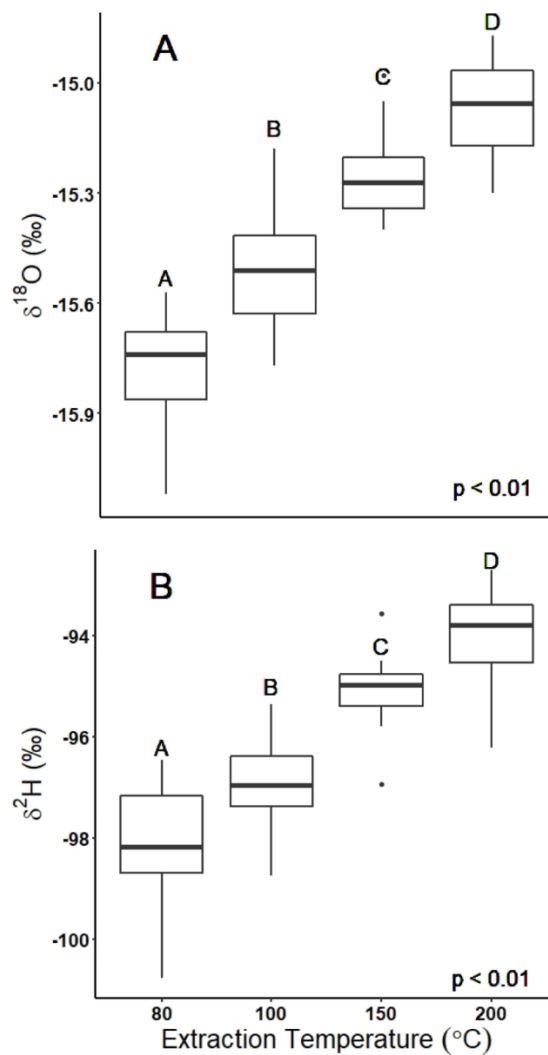 A
D
-15.0
C
B
-15.3
δ18O (‰)
-15.6
A
-15.9
p < 0.01
B
D
-94
C
B
-96
δ2H (‰)
A
-98
-100
p < 0.01
80 100 150 200
Extraction Temperature (°C)